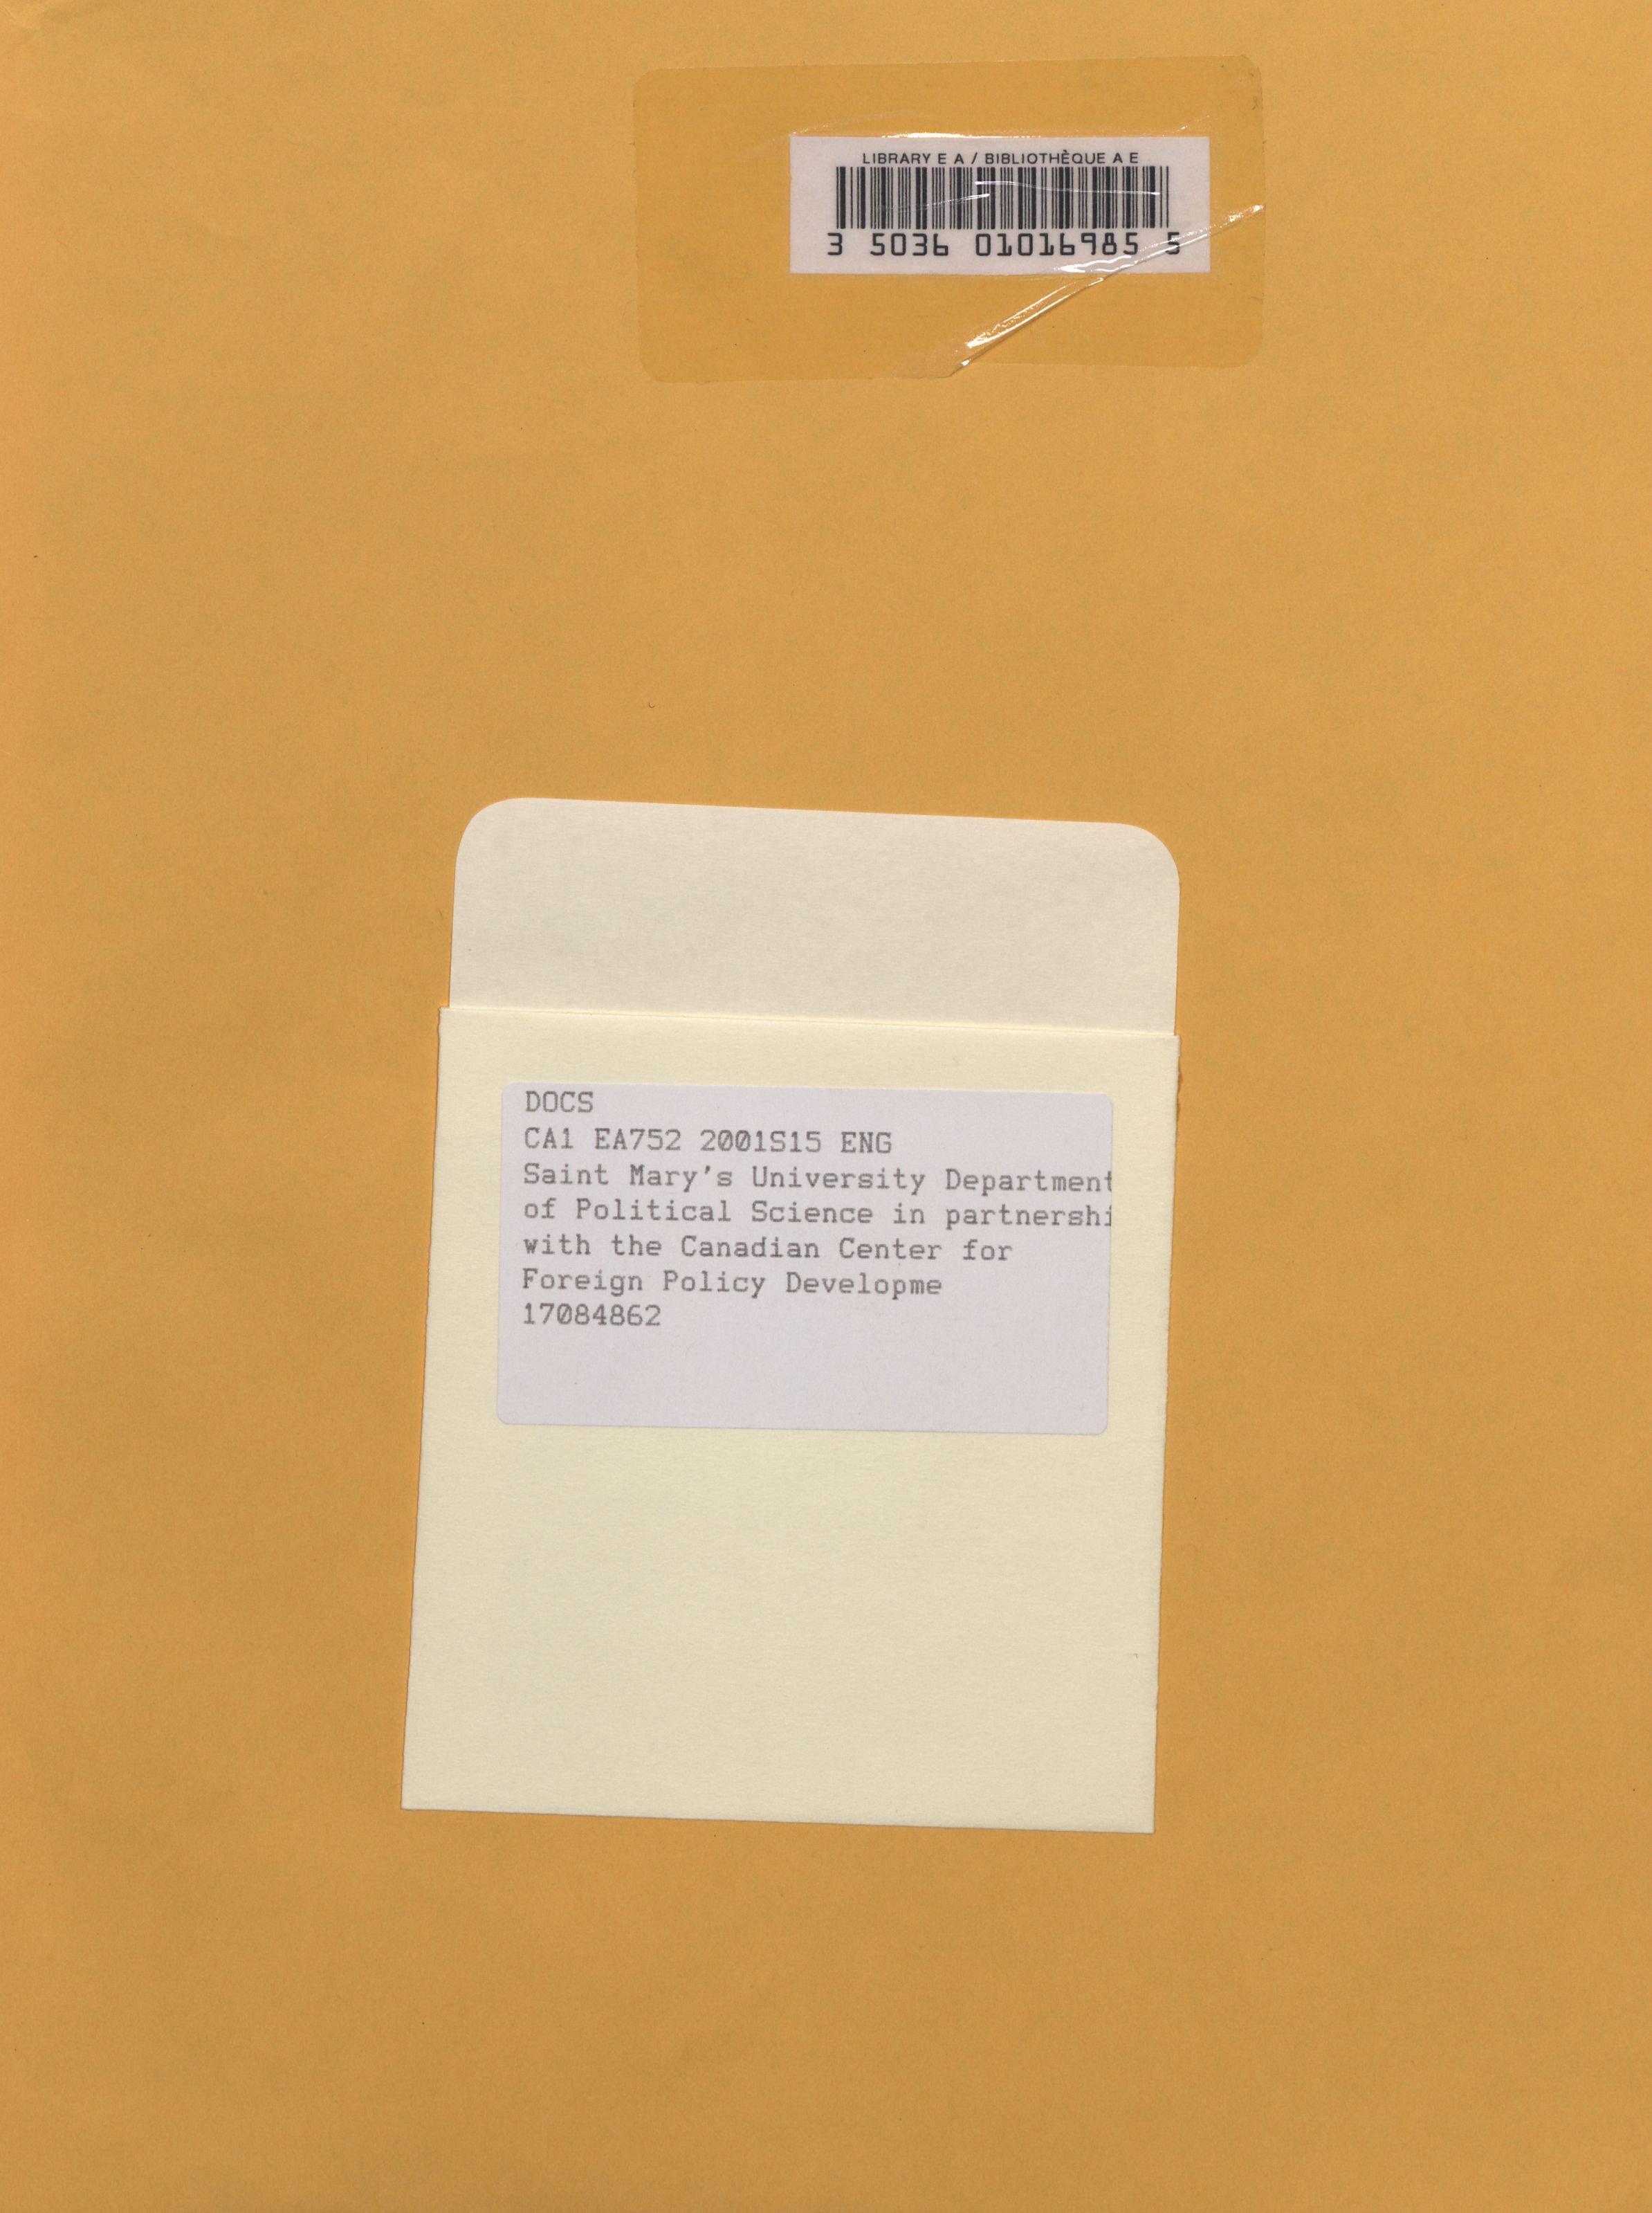 LIBRARY E A / BIBLIOTHÈQUE A E
3 5036 01016985 5
DOCS
CA1 EA752 2001S15 ENG
Saint Mary's University Department
of Political Science in partnershi
with the Canadian Center for
Foreign Policy Developme
17084862